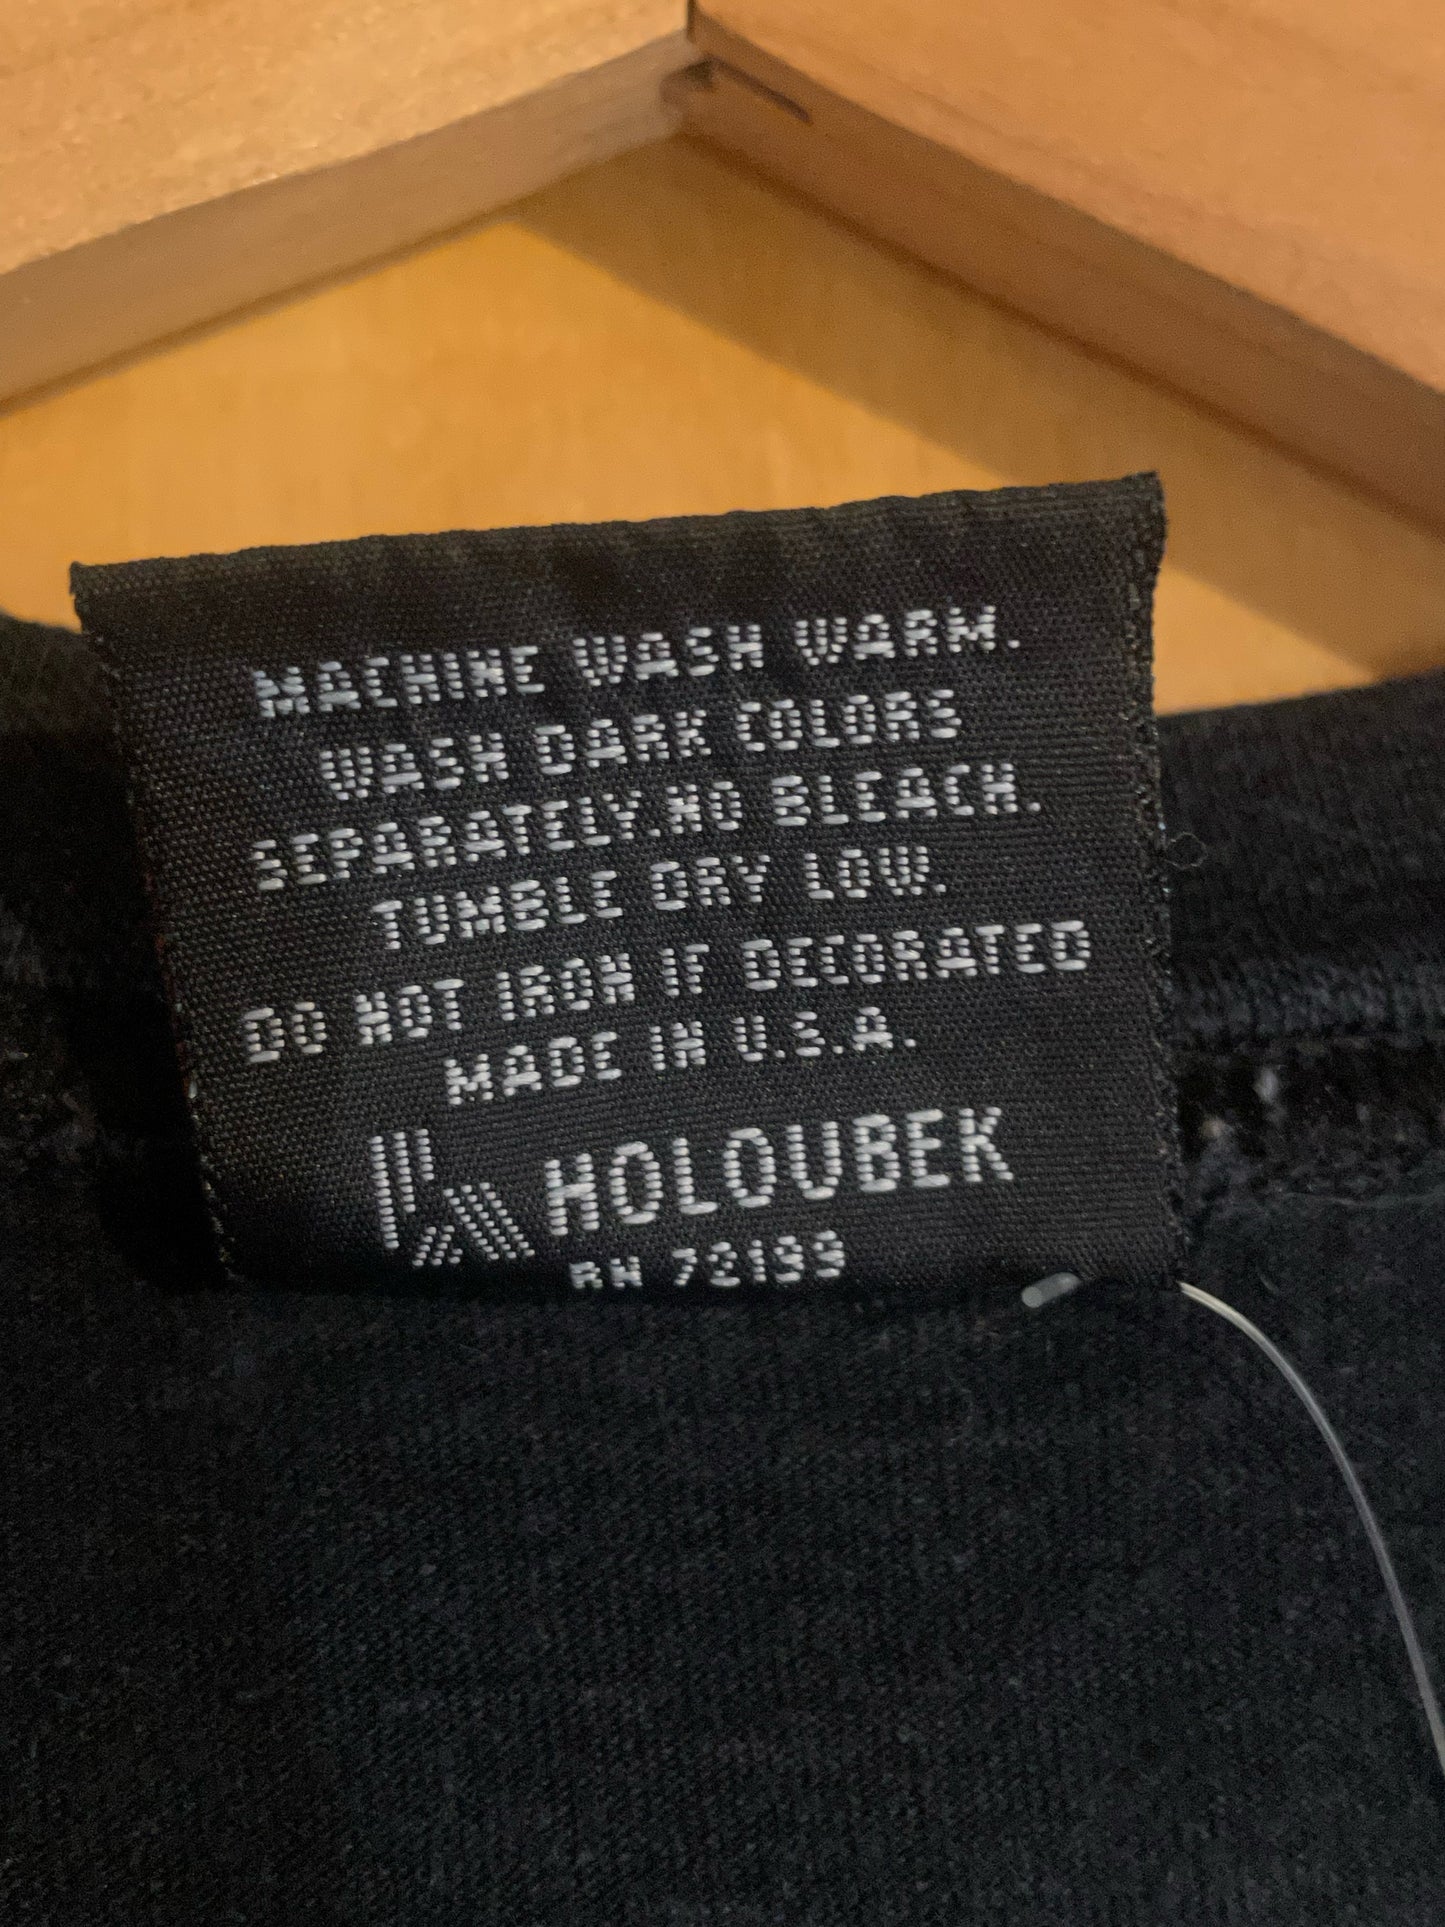 MACHINE WASH WARM.
WASH DARK COLORS
SEPARATELY.NO BLEACH.
TUMBLE DRY LOW.
DO NOT IRON IF DECORATED
MADE IN U.S.A.
HOLOUBEK
RN 72199